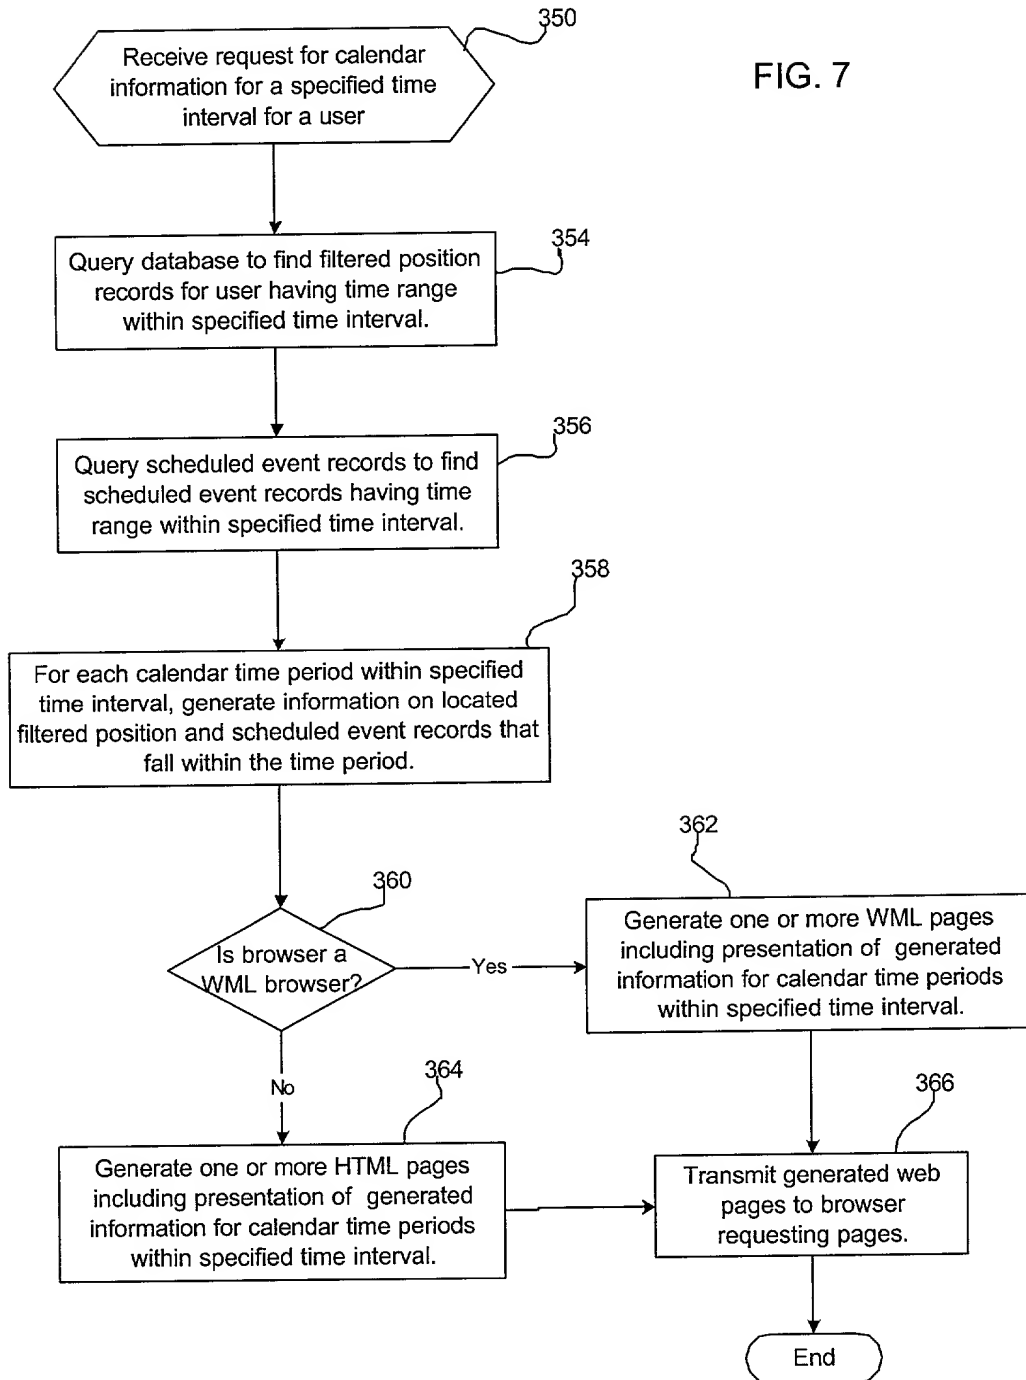 350
Receive request for calendar
information for a specified time
interval for a user
FIG. 7
354
Query database to find filtered position
records for user having time range
within specified time interval.
356
Query scheduled event records to find
scheduled event records having time
range within specified time interval.
358
For each calendar time period within specified
time interval, generate information on located
filtered position and scheduled event records that
fall within the time period.
360
Is browser a
WML browser?
Yes
362
Generate one or more WML pages
including presentation of generated
information for calendar time periods
within specified time interval.
No
364
Generate one or more HTML pages
including presentation of generated
information for calendar time periods
within specified time interval.
366
Transmit generated web
pages to browser
requesting pages.
End